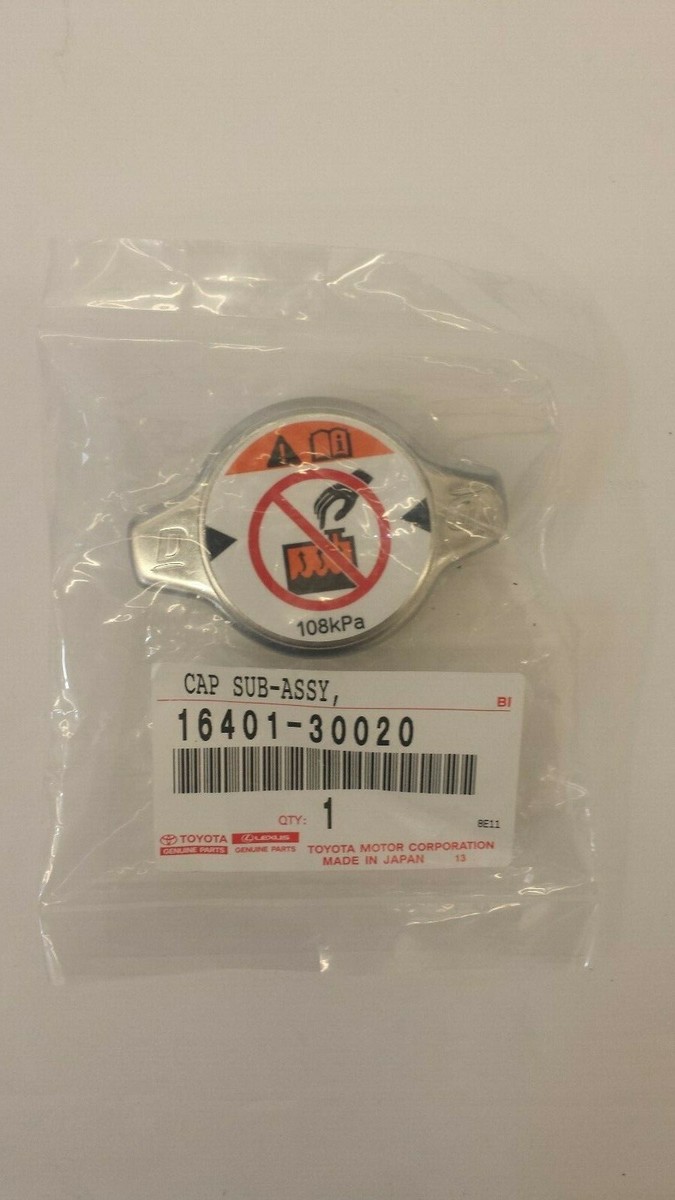 108kPa
CAP SUB-ASSY,
BI
16401-30020
QTY: 1
8E11
TOYOTA LEXUS
GENUINE PARTS GENUINE PARTS
TOYOTA MOTOR CORPORATION
MADE IN JAPAN 13